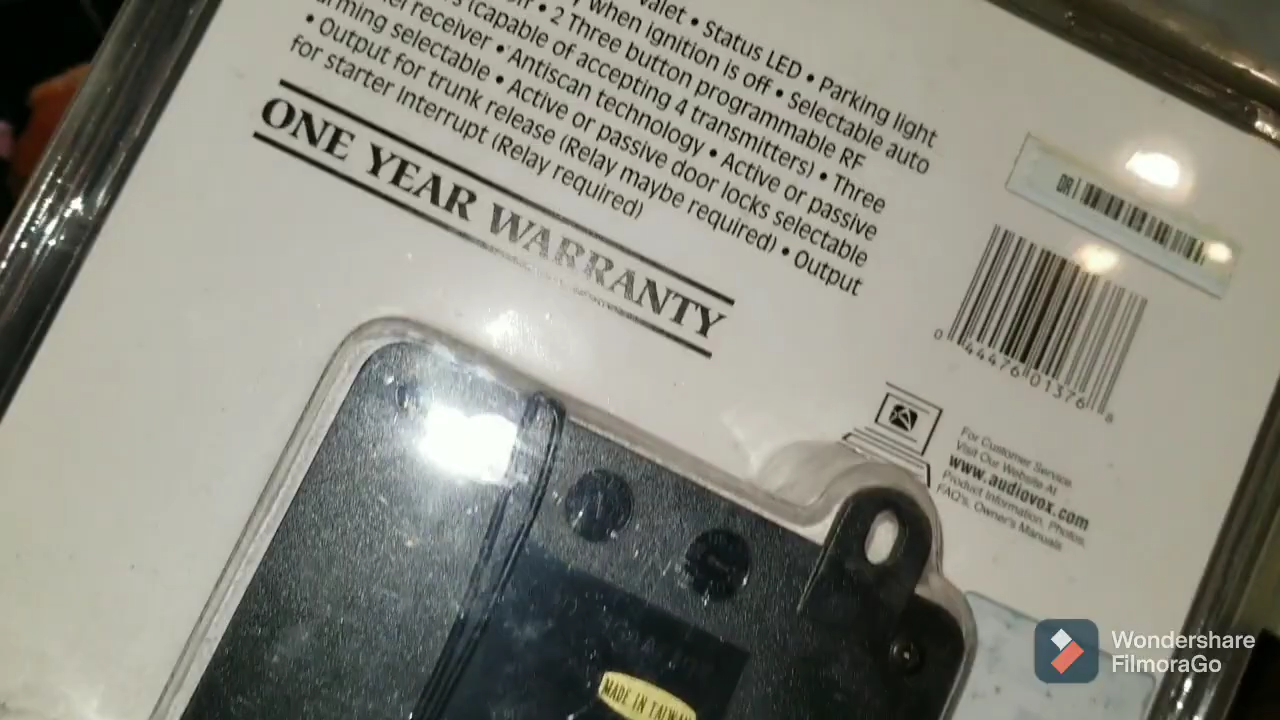 valet • Status LED • Parking light
when ignition is off • Selectable auto
• 2 Three button programmable RF
(capable of accepting 4 transmitters) • Three
receiver • Antiscan technology • Active or passive
arming selectable • Active or passive door locks selectable
• Output for trunk release (Relay maybe required) • Output
for starter Interrupt (Relay required)
ONE YEAR WARRANTY
0 44476 01376 8
For Customer Service
Visit Our Website At
www.audiovox.com
Product Information, Photos,
FAQ's, Owner's Manuals
MADE IN TAIWAN
Wondershare
FilmoraGo